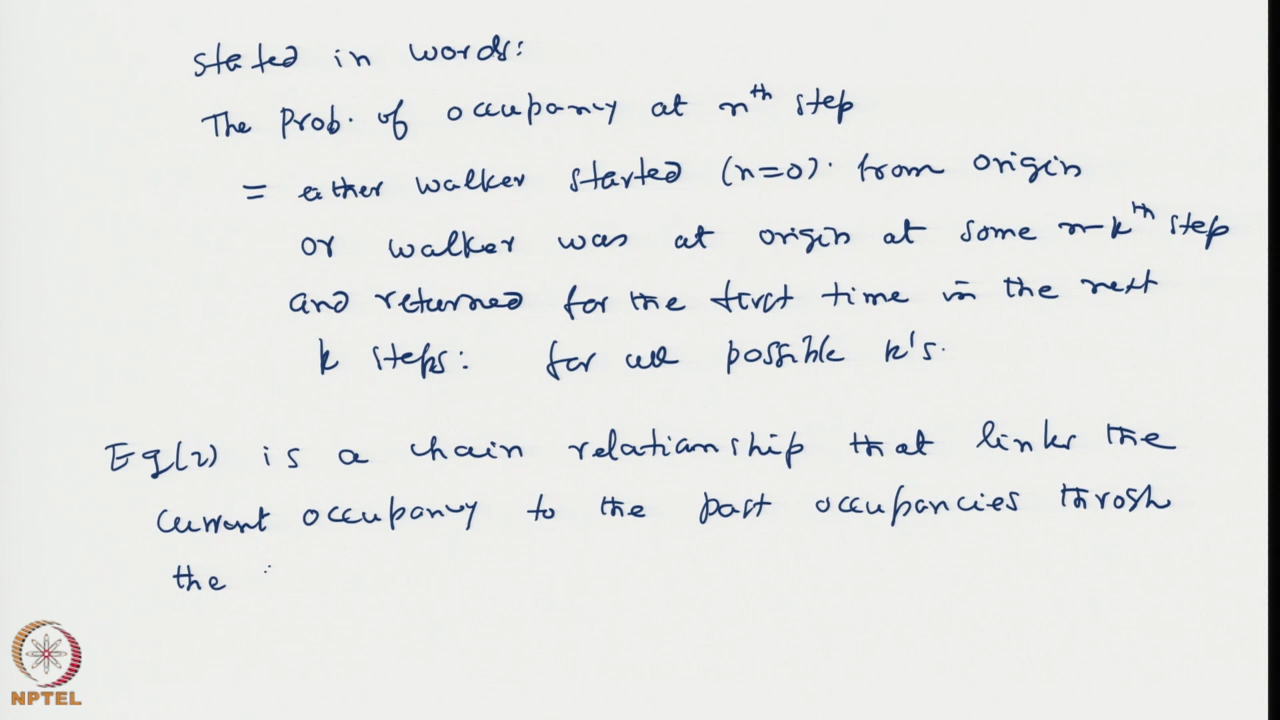 stated in words:
The Prob. of occupancy at nth step
= either walker started (n=0). from origin
or walker was at origin at some n-kth step
and returned for the first time in the next
k steps: for all possible k's.
Eq(2) is a chain relationship that links the
current occupancy to the past occupancies throgh
the
NPTEL